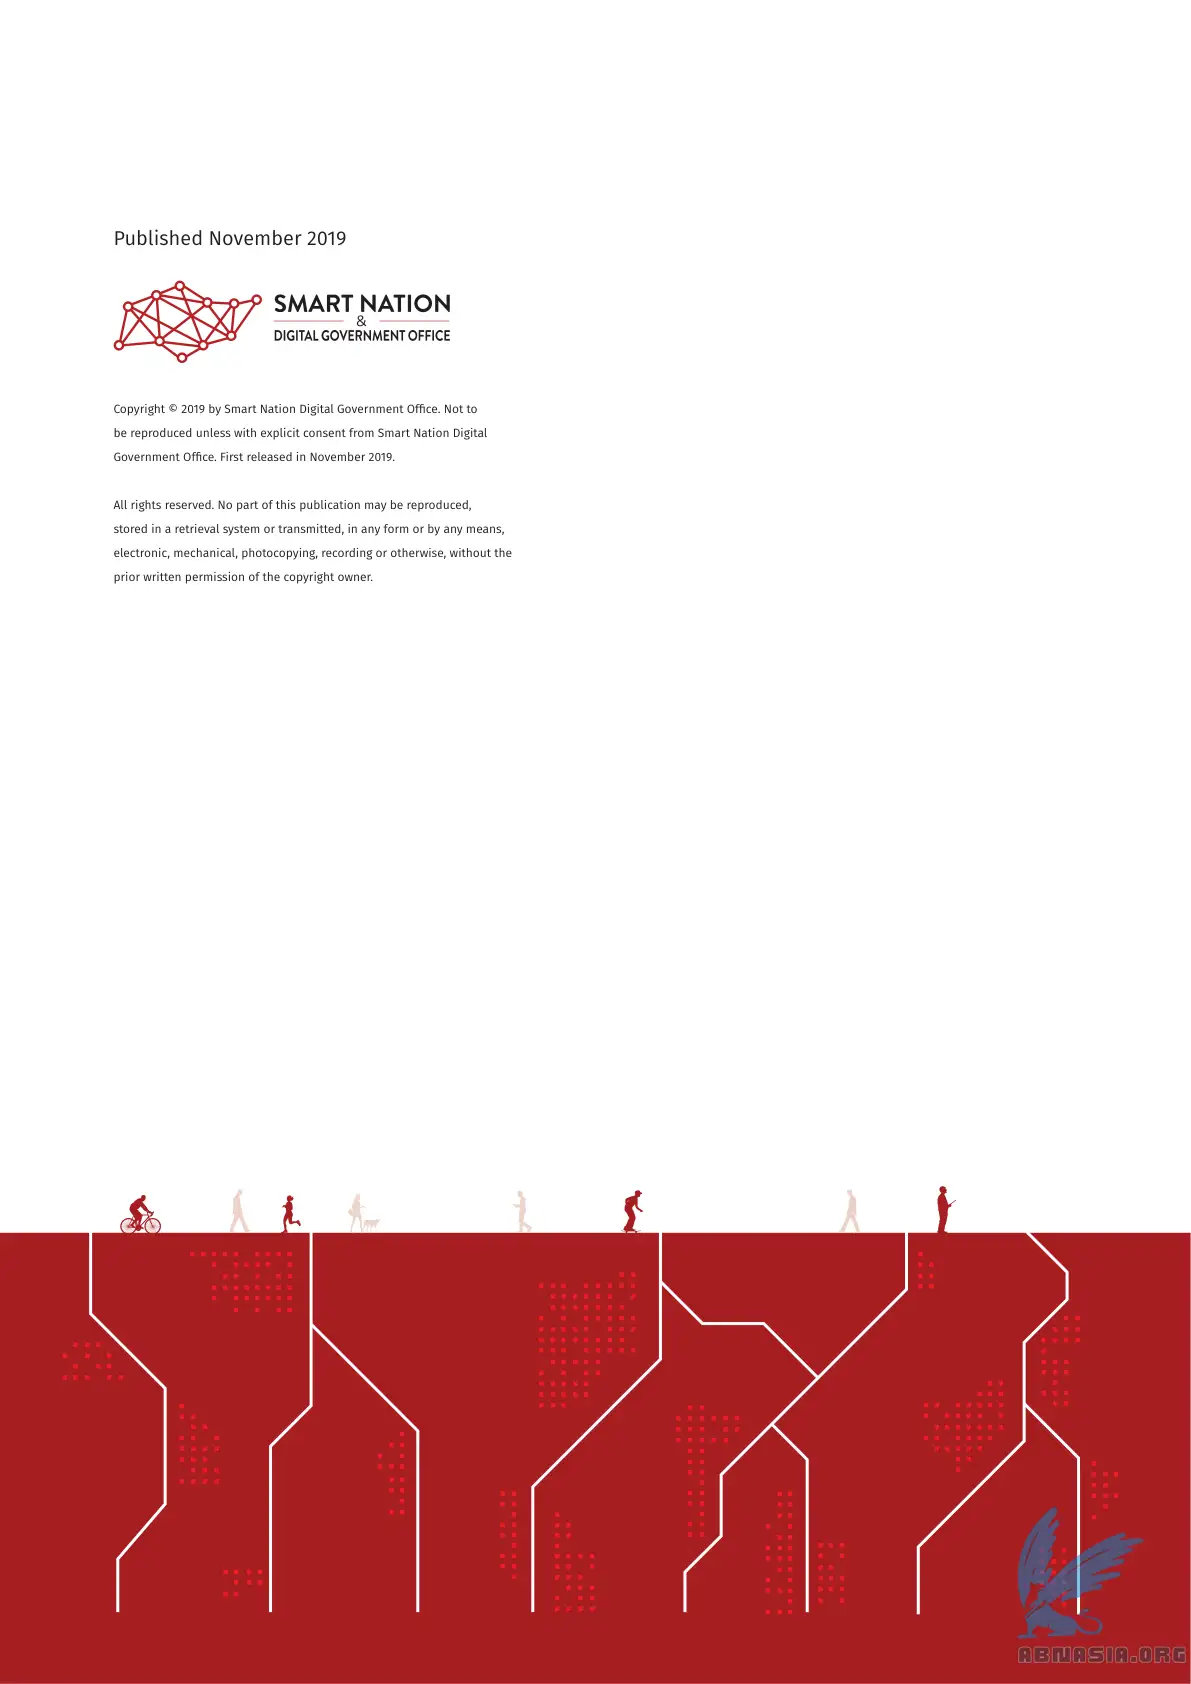 Published November 2019
SMART NATION
&
DIGITAL GOVERNMENT OFFICE
Copyright © 2019 by Smart Nation Digital Government Office. Not to
be reproduced unless with explicit consent from Smart Nation Digital
Government Office. First released in November 2019.
All rights reserved. No part of this publication may be reproduced,
stored in a retrieval system or transmitted, in any form or by any means,
electronic, mechanical, photocopying, recording or otherwise, without the
prior written permission of the copyright owner.
ABNASIA.ORG